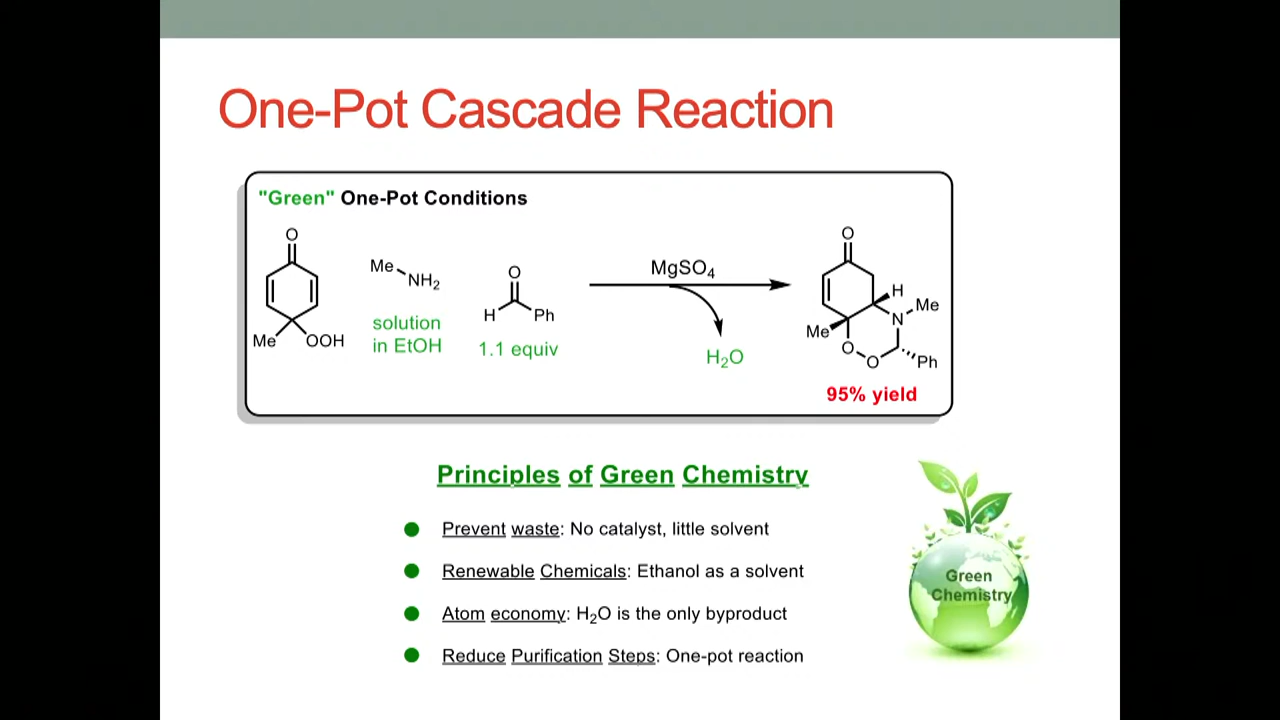 One-Pot Cascade Reaction
"Green" One-Pot Conditions
O
Me
OOH
Me
NH2
solution
in EtOH
O
H
Ph
1.1 equiv
MgSO4
H2O
O
H
Me
N
Me
O
O
Ph
95% yield
Principles of Green Chemistry
Prevent waste: No catalyst, little solvent
Renewable Chemicals: Ethanol as a solvent
Atom economy: H2O is the only byproduct
Reduce Purification Steps: One-pot reaction
Green
Chemistry